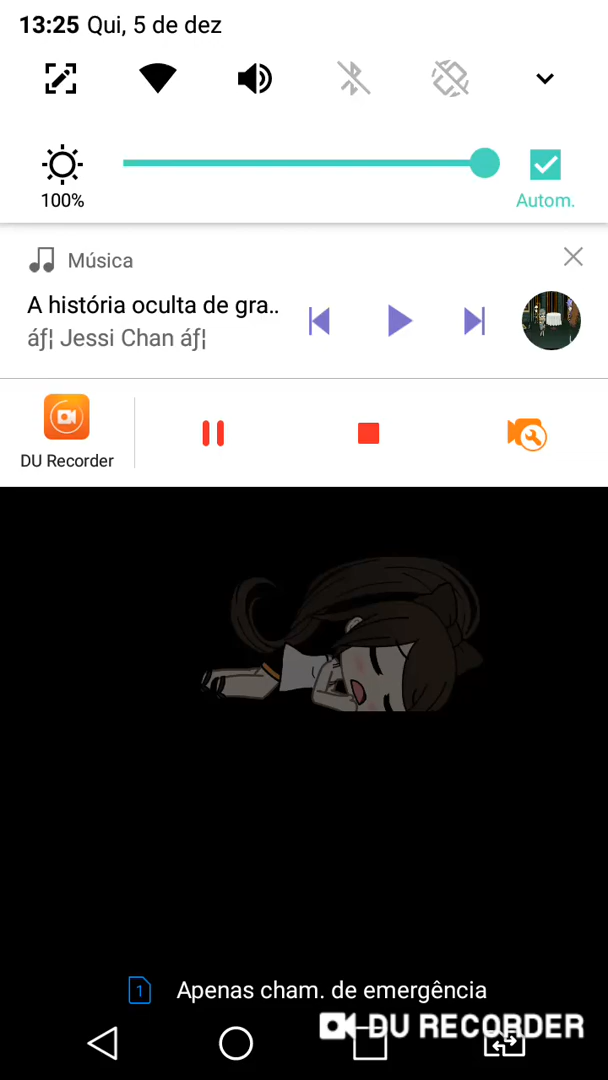 13:25 Qui, 5 de dez
100%
Autom.
Música
A história oculta de gra..
áƒ¦ Jessi Chan áƒ¦
DU Recorder
1
Apenas cham. de emergência
DU RECORDER